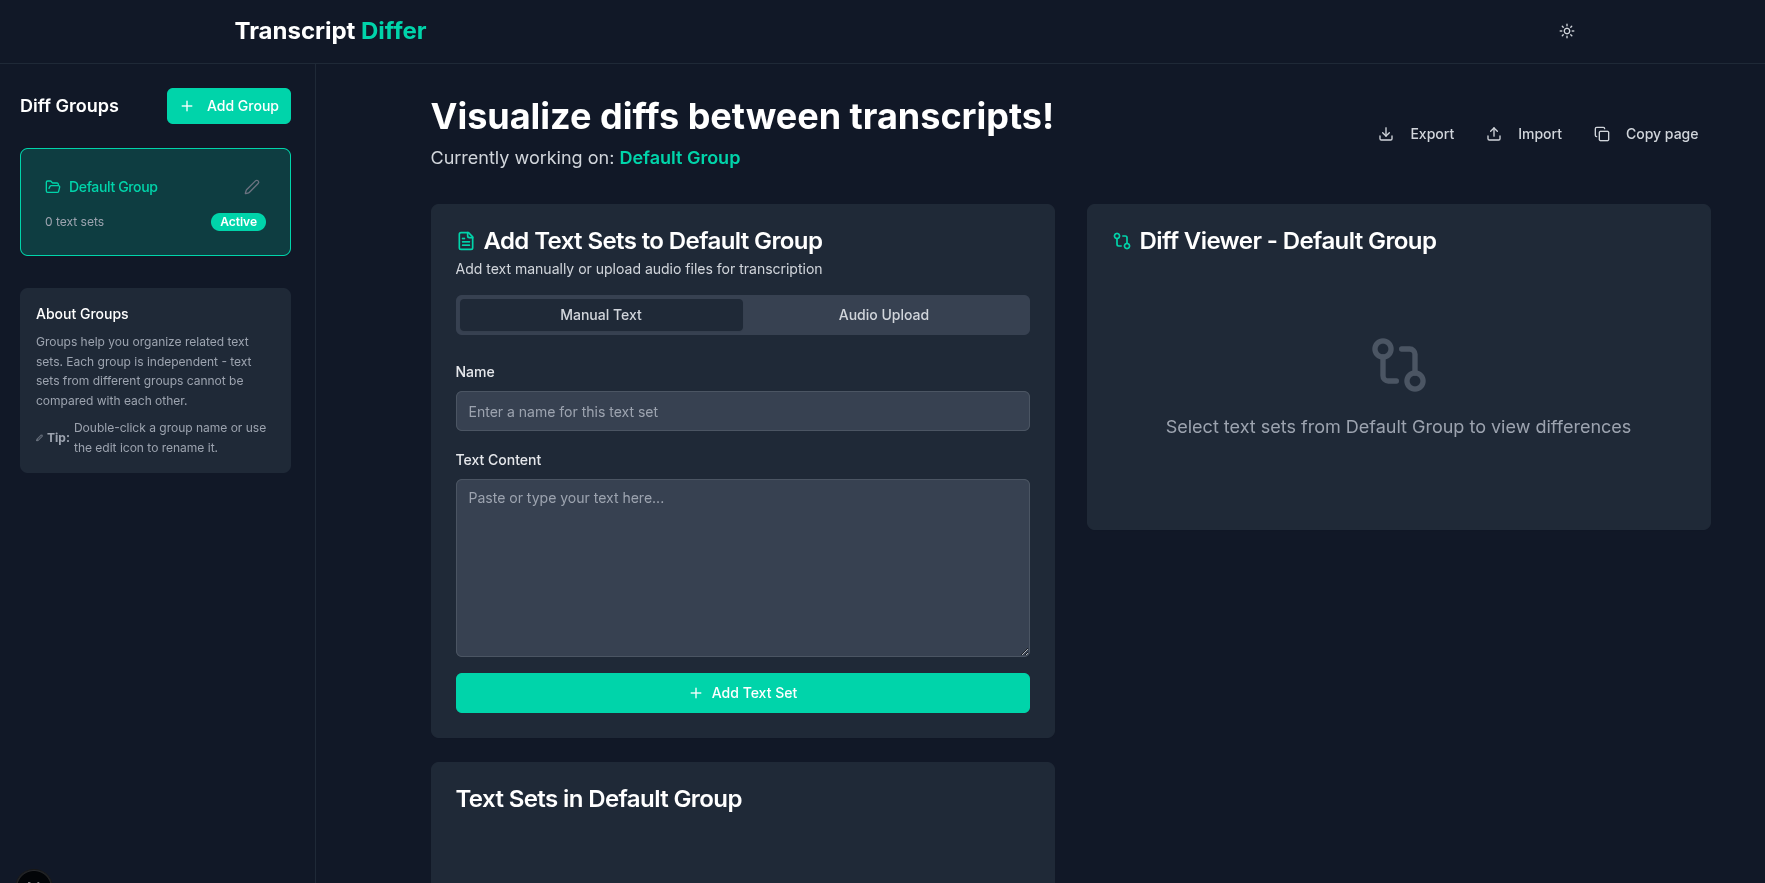 Transcript Differ
Diff Groups
Add Group
Default Group
0 text sets
Active
About Groups
Groups help you organize related text
sets. Each group is independent - text
sets from different groups cannot be
compared with each other.
Tip: Double-click a group name or use
the edit icon to rename it.
Visualize diffs between transcripts!
Currently working on: Default Group
Export
Import
Copy page
Add Text Sets to Default Group
Add text manually or upload audio files for transcription
Manual Text
Audio Upload
Name
Enter a name for this text set
Text Content
Paste or type your text here...
Add Text Set
Text Sets in Default Group
Diff Viewer - Default Group
Select text sets from Default Group to view differences